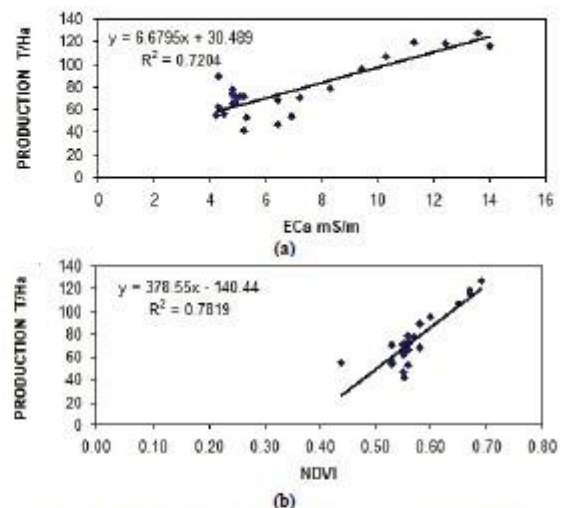 PRODUCTION T/Ha
140
120
100
80
60
40
20
0
y = 6.6795x + 30.489
R² = 0.7204
0 2 4 6 8 10 12 14 16
ECa mS/m
(a)
PRODUCTION T/Ha
140
120
100
80
60
40
20
0
y = 378.55x - 140.44
R² = 0.7819
0.00 0.10 0.20 0.30 0.40 0.50 0.60 0.70 0.80
NDVI
(b)